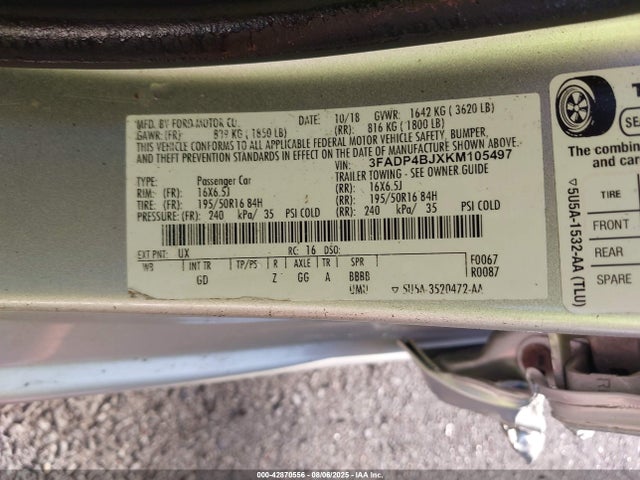 MFD. BY FORD MOTOR CO. DATE: 10/18 GVWR: 1642 KG ( 3620 LB)
GAWR: (FR): 839 KG ( 1850 LB) (RR): 816 KG ( 1800 LB)
THIS VEHICLE CONFORMS TO ALL APPLICABLE FEDERAL MOTOR VEHICLE SAFETY, BUMPER,
AND THEFT PREVENTION STANDARDS IN EFFECT ON THE
DATE OF MANUFACTURE SHOWN ABOVE.
VIN: 3FADP4BJXKM105497
TYPE: Passenger Car TRAILER TOWING - SEE OWNER GUIDE
RIM: (FR): 16X6.5J (RR): 16X6.5J
TIRE: (FR): 195/50R16 84H (RR): 195/50R16 84H
PRESSURE: (FR): 240 kPa/ 35 PSI COLD (RR): 240 kPa/ 35 PSI COLD
EXT PNT: UX RC: 16 DSO: F0067
WB INT TR TP/PS R AXLE TR SPR R0087
GD Z GG A BBBB
UMU ▽ 5U5A-3520472-AA
▽ 5U5A-1532-AA (TLU)
T
SEA
The combin
and car
TIRE
FRONT
REAR
SPARE
000-42870556 - 08/06/2025 - IAAI.COM